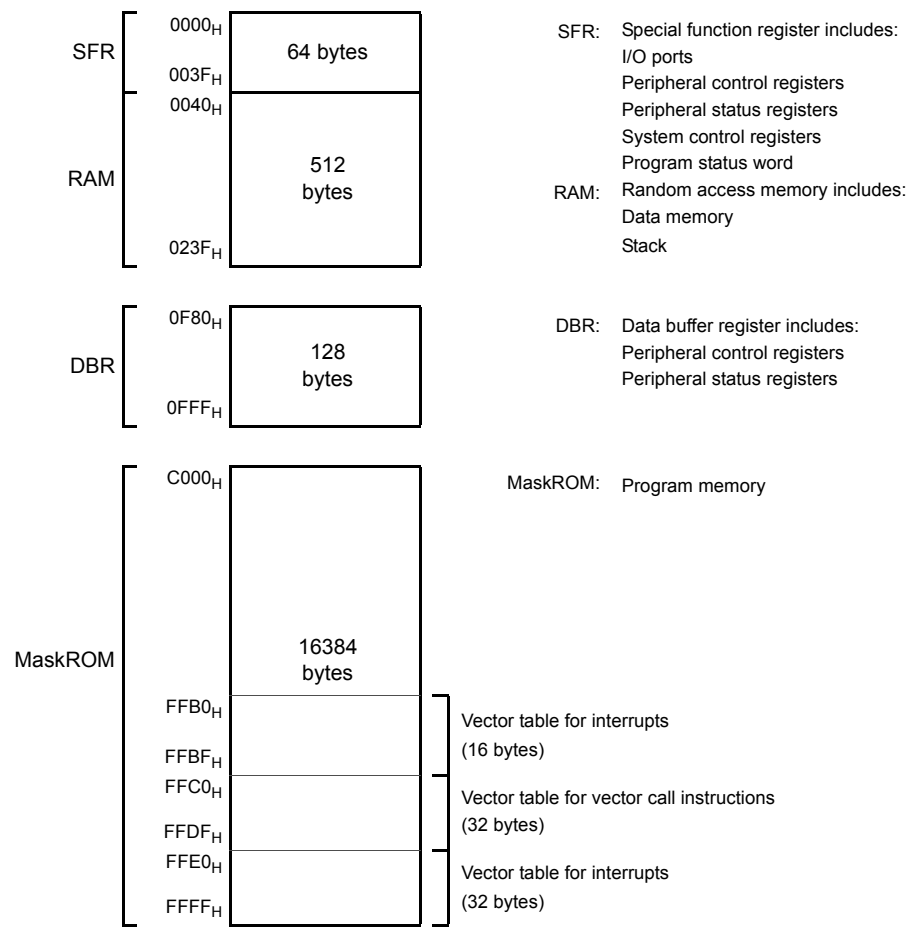 0000H
SFR
64 bytes
003FH
0040H
RAM
512
bytes
023FH
SFR: Special function register includes:
I/O ports
Peripheral control registers
Peripheral status registers
System control registers
Program status word
RAM: Random access memory includes:
Data memory
Stack
0F80H
DBR
128
bytes
0FFFH
DBR: Data buffer register includes:
Peripheral control registers
Peripheral status registers
C000H
MaskROM: Program memory
MaskROM
16384
bytes
FFB0H
Vector table for interrupts
(16 bytes)
FFBFH
FFC0H
Vector table for vector call instructions
(32 bytes)
FFDFH
FFE0H
Vector table for interrupts
(32 bytes)
FFFFH